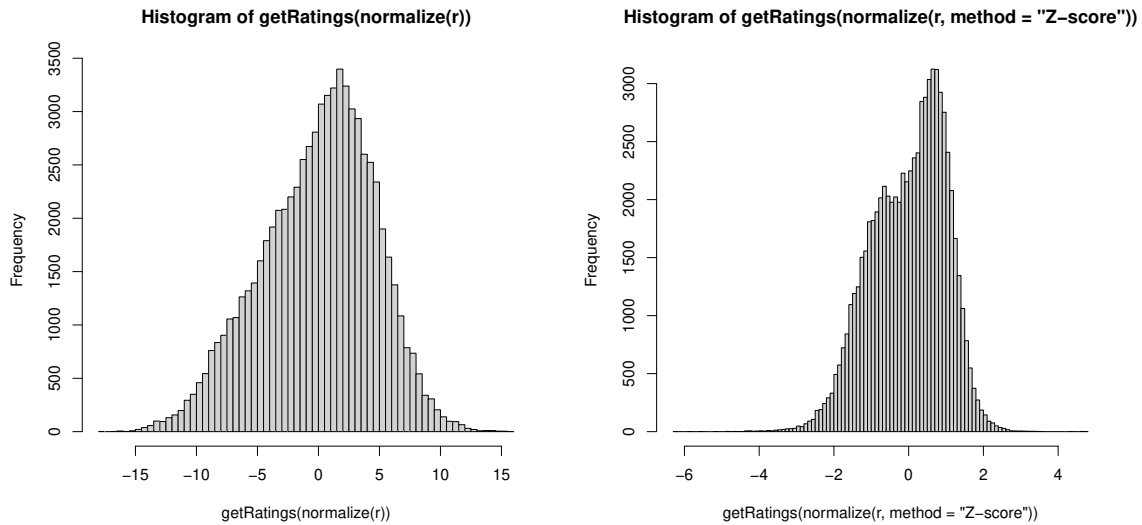 Histogram of getRatings(normalize(r))
3500
3000
2500
2000
1500
1000
500
0
Frequency
−15 −10 −5 0 5 10 15
getRatings(normalize(r))
Histogram of getRatings(normalize(r, method = "Z−score"))
3000
2500
2000
1500
1000
500
0
Frequency
−6 −4 −2 0 2 4
getRatings(normalize(r, method = "Z−score"))